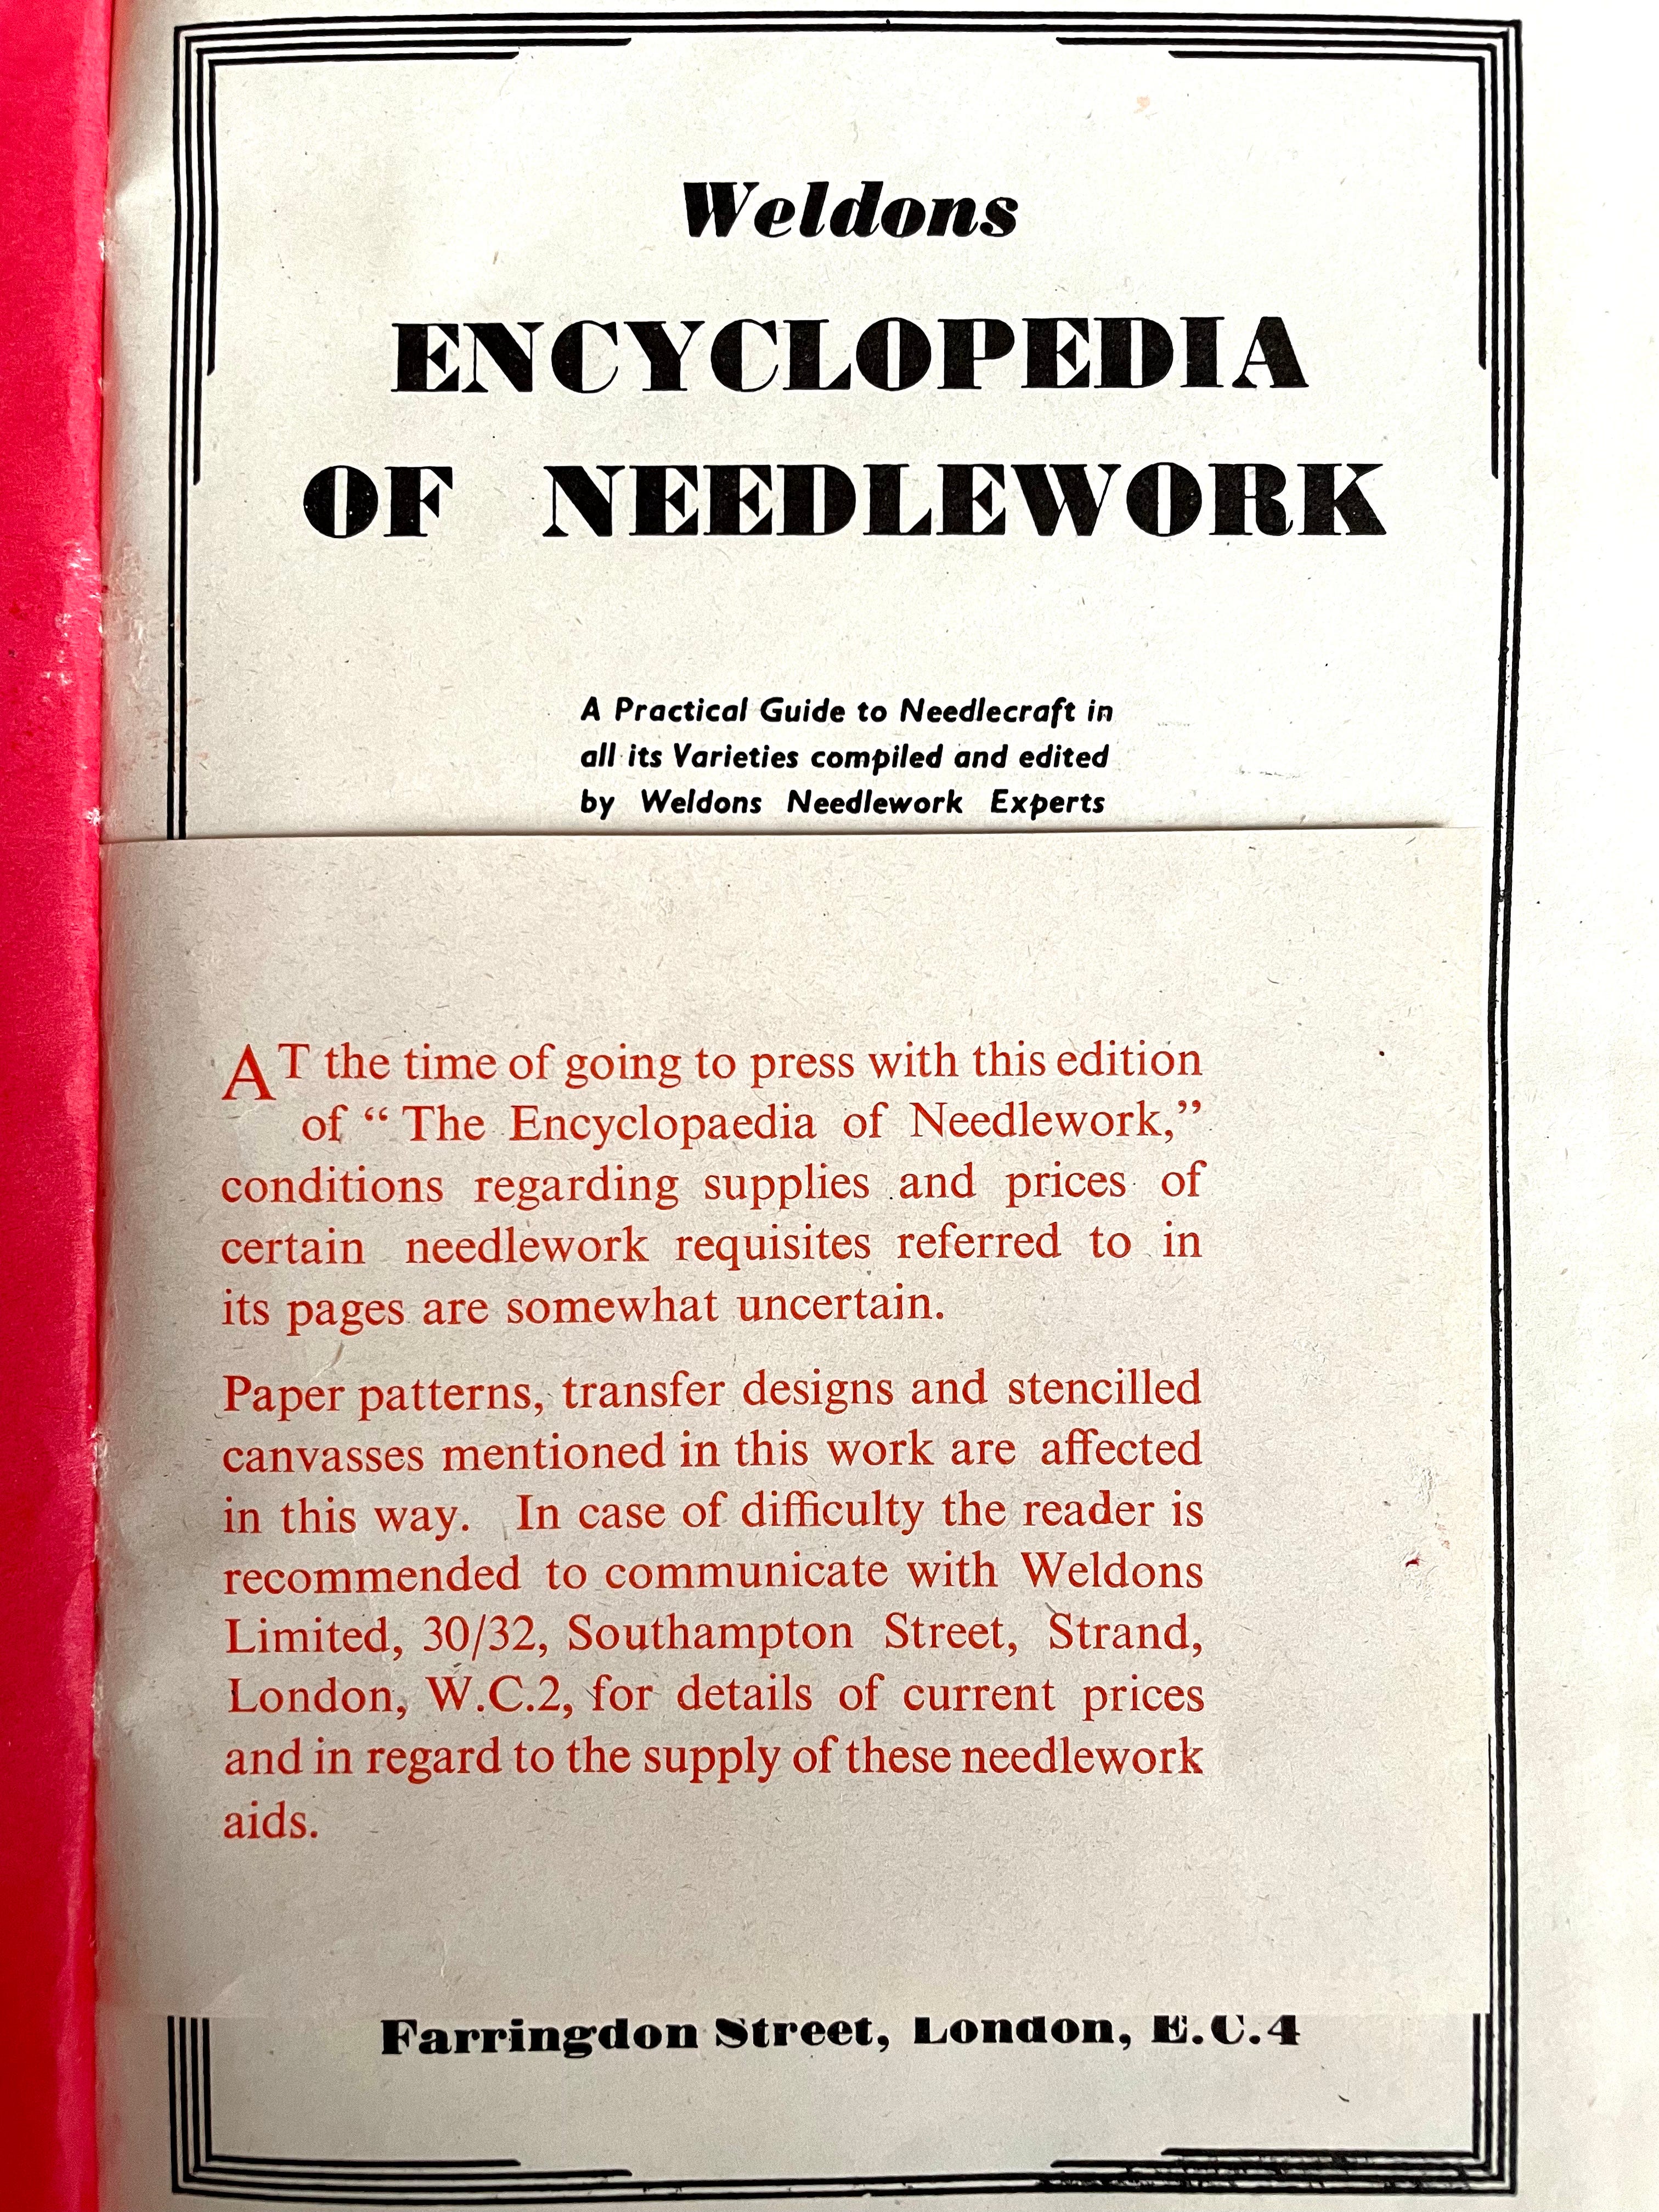 Weldons
ENCYCLOPEDIA
OF NEEDLEWORK
A Practical Guide to Needlecraft in
all its Varieties compiled and edited
by Weldons Needlework Experts
AT the time of going to press with this edition
of “The Encyclopaedia of Needlework,”
conditions regarding supplies and prices of
certain needlework requisites referred to in
its pages are somewhat uncertain.
Paper patterns, transfer designs and stencilled
canvasses mentioned in this work are affected
in this way. In case of difficulty the reader is
recommended to communicate with Weldons
Limited, 30/32, Southampton Street, Strand,
London, W.C.2, for details of current prices
and in regard to the supply of these needlework
aids.
Farringdon Street, London, E.C.4